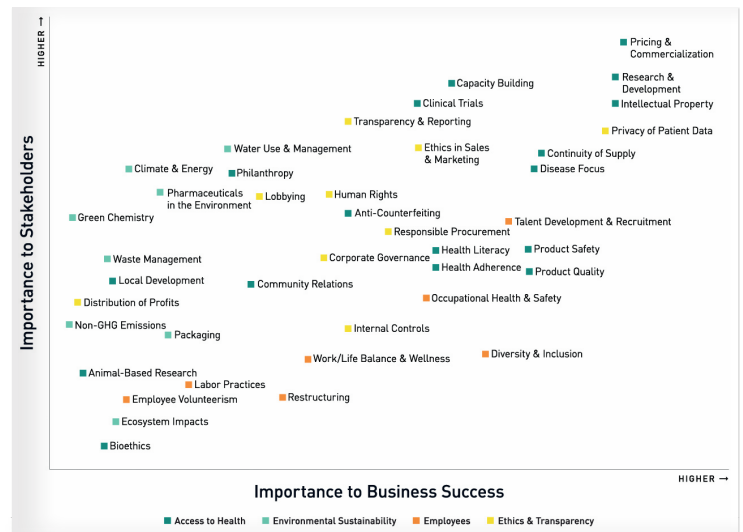 HIGHER →
Importance to Stakeholders
Pricing &
Commercialization
Research &
Development
Capacity Building
Clinical Trials
Intellectual Property
Transparency & Reporting
Privacy of Patient Data
Water Use & Management
Ethics in Sales
& Marketing
Continuity of Supply
Climate & Energy
Philanthropy
Disease Focus
Pharmaceuticals
in the Environment
Lobbying
Human Rights
Green Chemistry
Anti-Counterfeiting
Talent Development & Recruitment
Responsible Procurement
Waste Management
Corporate Governance
Health Literacy
Product Safety
Health Adherence
Product Quality
Local Development
Community Relations
Distribution of Profits
Occupational Health & Safety
Non-GHG Emissions
Packaging
Internal Controls
Work/Life Balance & Wellness
Diversity & Inclusion
Animal-Based Research
Labor Practices
Employee Volunteerism
Restructuring
Ecosystem Impacts
Bioethics
HIGHER →
Importance to Business Success
Access to Health
Environmental Sustainability
Employees
Ethics & Transparency